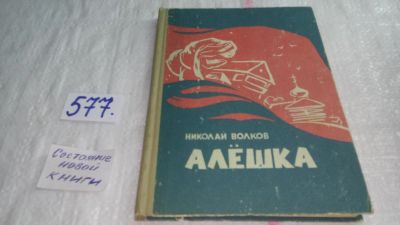 577.
Состояние
новой
книги
НИКОЛАЙ ВОЛКОВ
АЛЁШКА